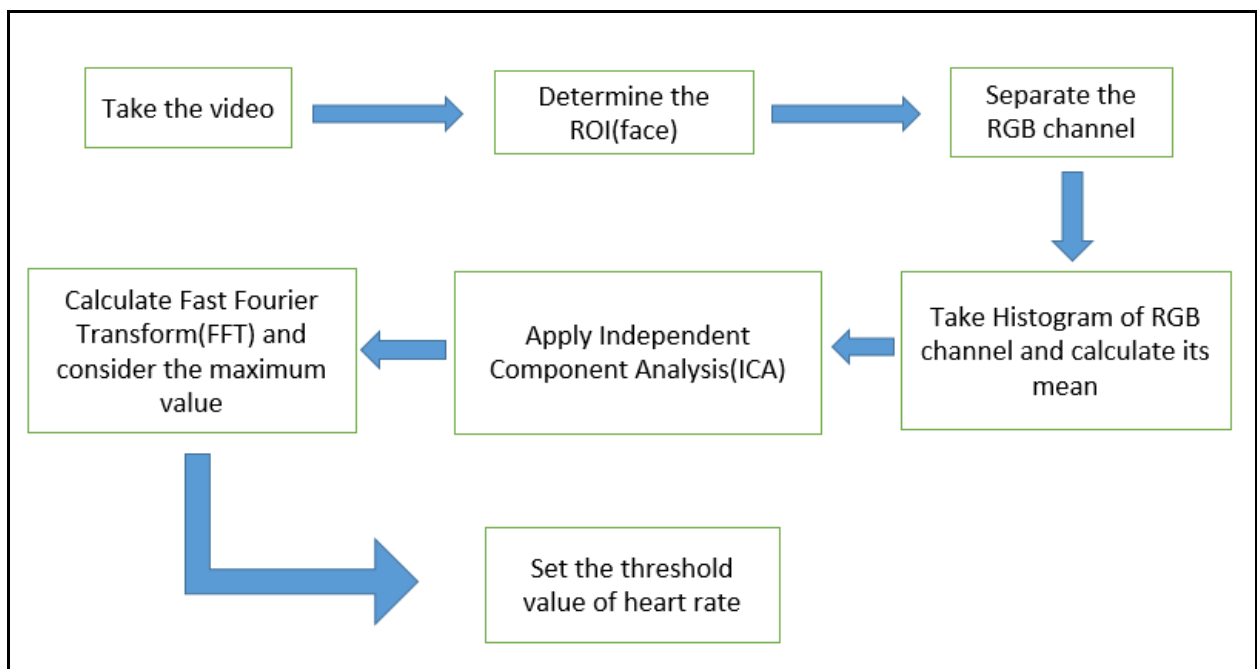 Take the video
Determine the
ROI(face)
Separate the
RGB channel
Take Histogram of RGB
channel and calculate its
mean
Apply Independent
Component Analysis(ICA)
Calculate Fast Fourier
Transform(FFT) and
consider the maximum
value
Set the threshold
value of heart rate